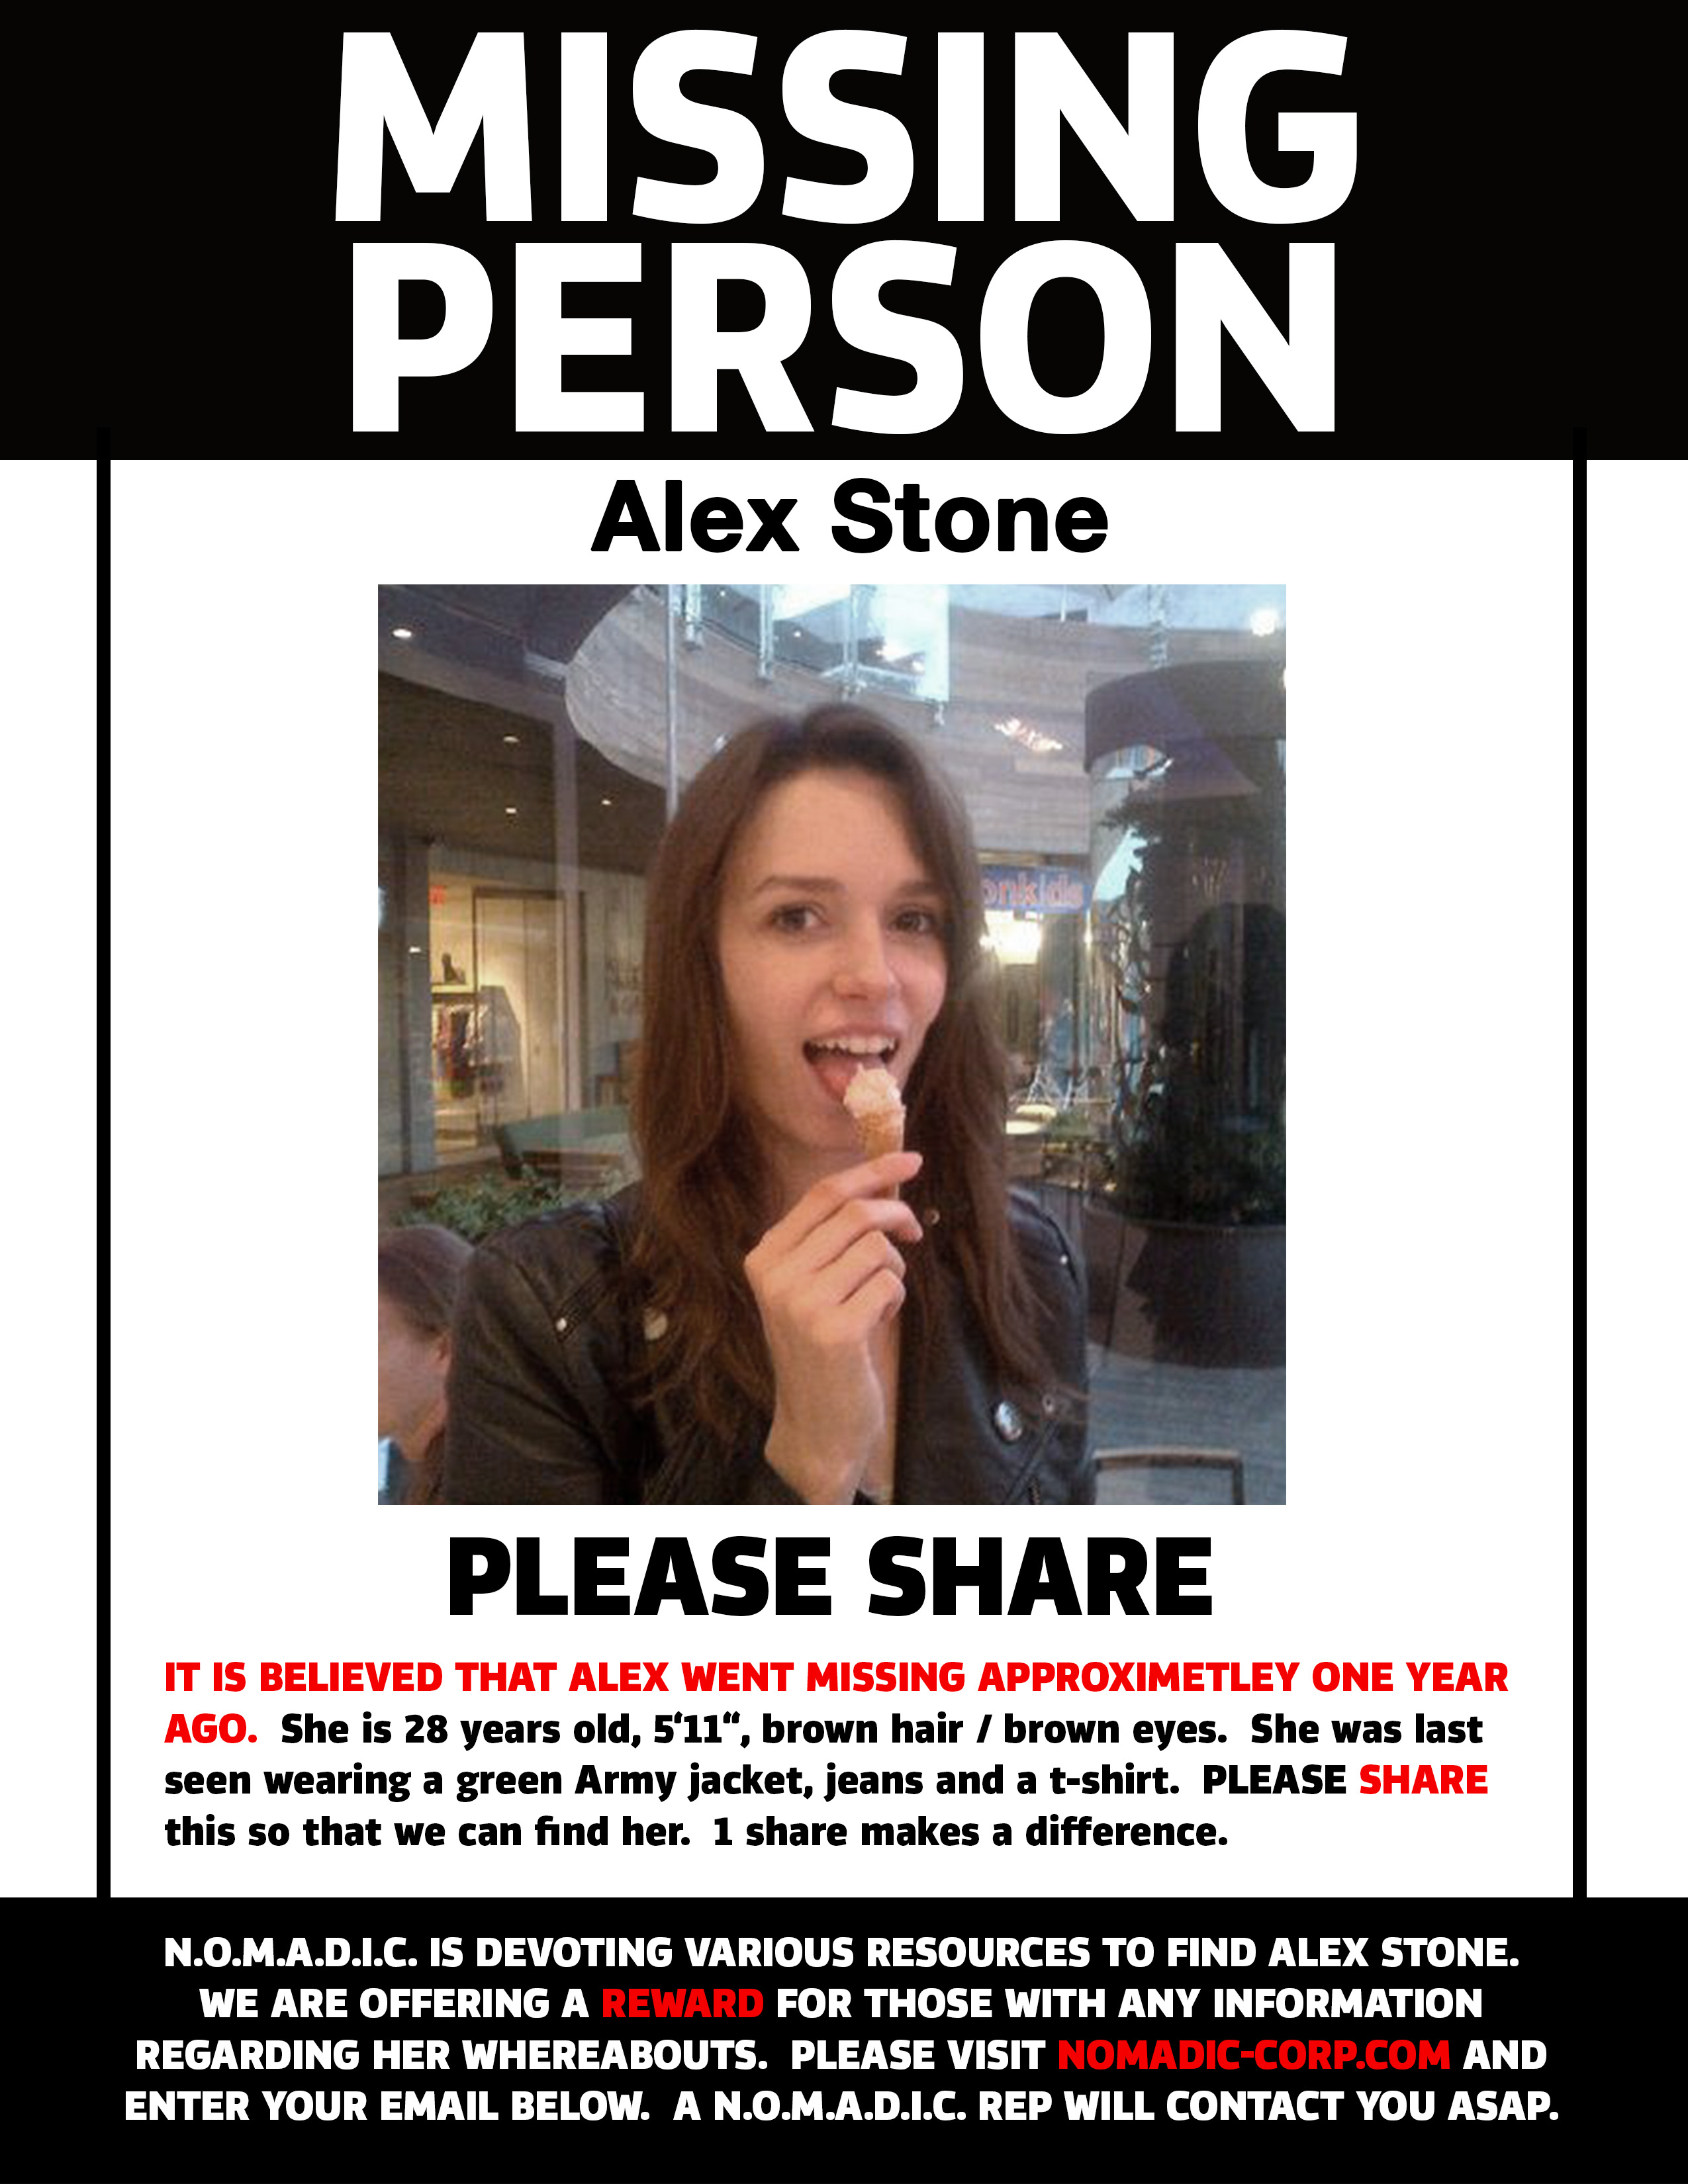 MISSING
PERSON
Alex Stone
onkids
PLEASE SHARE
IT IS BELIEVED THAT ALEX WENT MISSING APPROXIMETLEY ONE YEAR
AGO. She is 28 years old, 5‘11“, brown hair / brown eyes. She was last
seen wearing a green Army jacket, jeans and a t-shirt. PLEASE SHARE
this so that we can find her. 1 share makes a difference.
N.O.M.A.D.I.C. IS DEVOTING VARIOUS RESOURCES TO FIND ALEX STONE.
WE ARE OFFERING A REWARD FOR THOSE WITH ANY INFORMATION
REGARDING HER WHEREABOUTS. PLEASE VISIT NOMADIC-CORP.COM AND
ENTER YOUR EMAIL BELOW. A N.O.M.A.D.I.C. REP WILL CONTACT YOU ASAP.